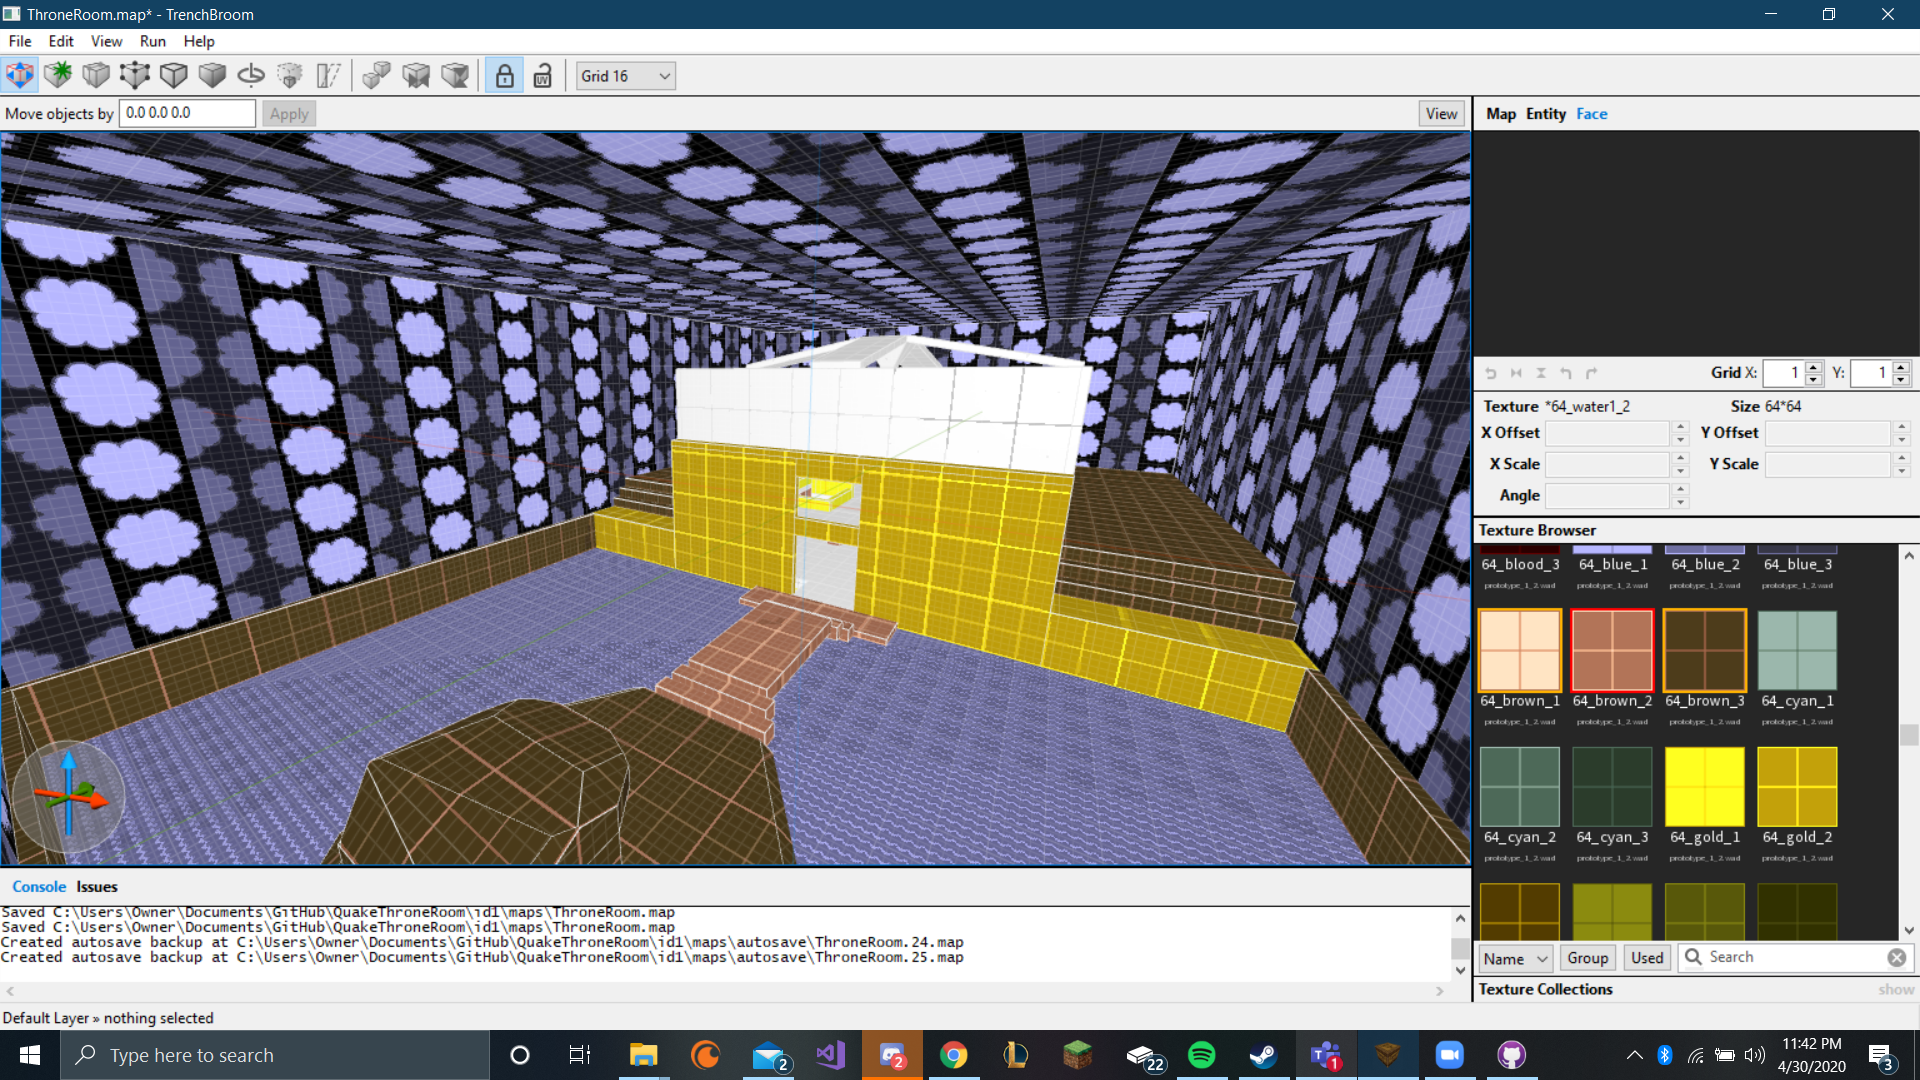 ThroneRoom.map* - TrenchBroom
File Edit View Run Help
Grid 16
Move objects by 0.0 0.0 0.0 Apply
View
Map Entity Face
Grid X: 1 Y: 1
Texture *64_water1_2 Size 64*64
X Offset Y Offset
X Scale Y Scale
Angle
Texture Browser
64_blood_3 64_blue_1 64_blue_2 64_blue_3
prototype_1_2.wad prototype_1_2.wad prototype_1_2.wad prototype_1_2.wad
64_brown_1 64_brown_2 64_brown_3 64_cyan_1
prototype_1_2.wad prototype_1_2.wad prototype_1_2.wad prototype_1_2.wad
64_cyan_2 64_cyan_3 64_gold_1 64_gold_2
prototype_1_2.wad prototype_1_2.wad prototype_1_2.wad prototype_1_2.wad
Name Group Used Search
Texture Collections show
Console Issues
Saved C:\Users\Owner\Documents\GitHub\QuakeThroneRoom\id1\maps\ThroneRoom.map
Saved C:\Users\Owner\Documents\GitHub\QuakeThroneRoom\id1\maps\ThroneRoom.map
Created autosave backup at C:\Users\Owner\Documents\GitHub\QuakeThroneRoom\id1\maps\autosave\ThroneRoom.24.map
Created autosave backup at C:\Users\Owner\Documents\GitHub\QuakeThroneRoom\id1\maps\autosave\ThroneRoom.25.map
Default Layer » nothing selected
Type here to search
2
2
22
1
11:42 PM
4/30/2020
3